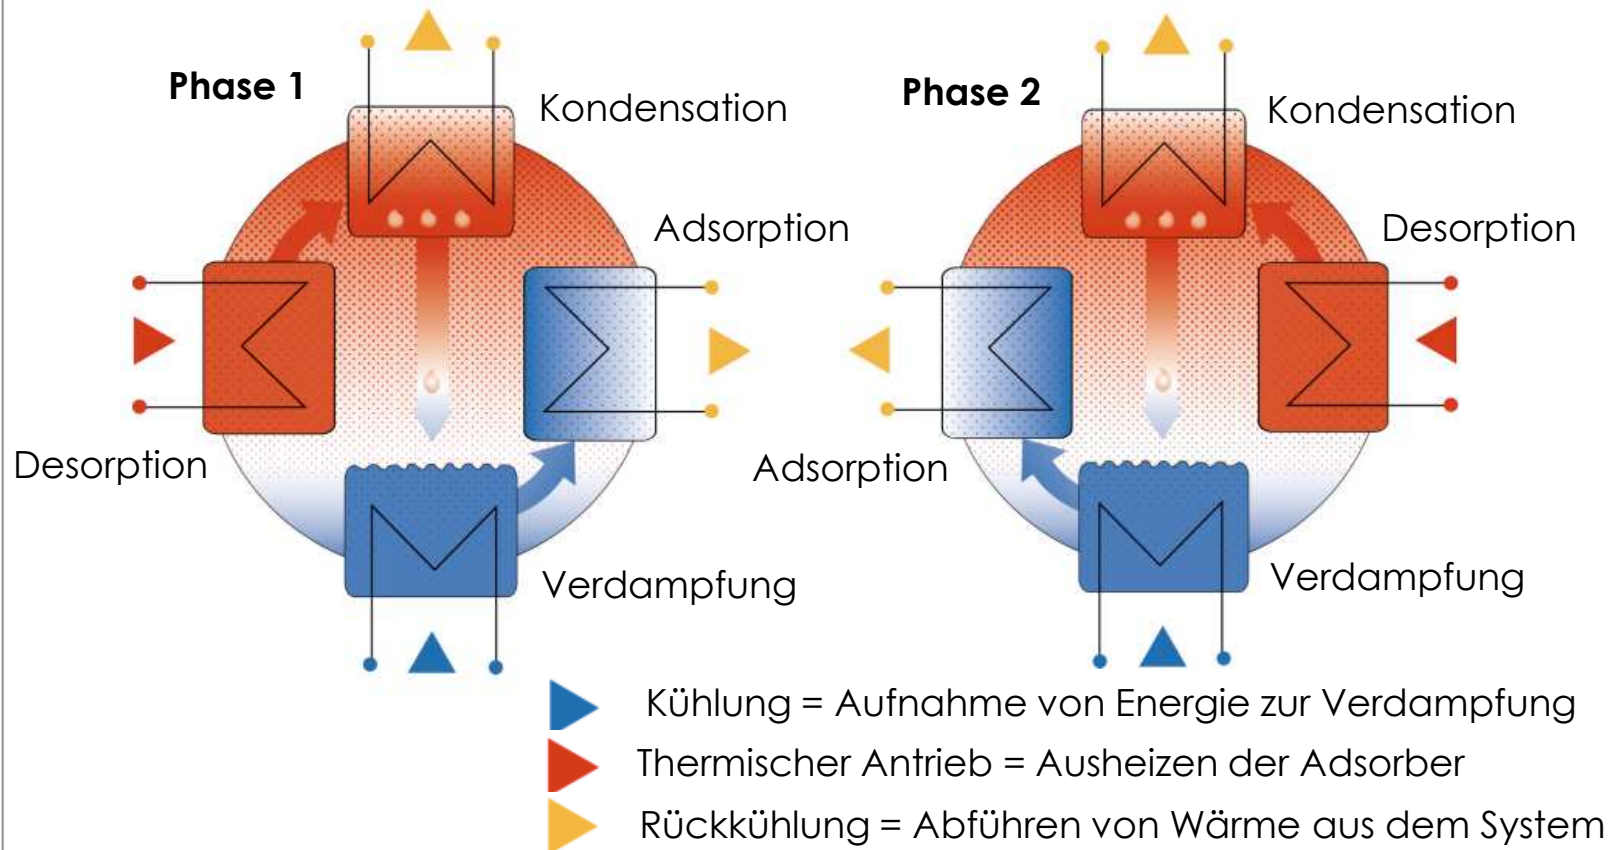 Phase 1
Kondensation
Adsorption
Desorption
Verdampfung
Phase 2
Kondensation
Desorption
Adsorption
Verdampfung
Kühlung = Aufnahme von Energie zur Verdampfung
Thermischer Antrieb = Ausheizen der Adsorber
Rückkühlung = Abführen von Wärme aus dem System